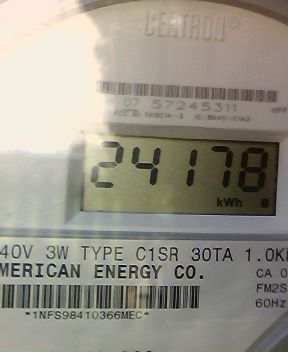 CENTRON®
07 57245311
24178
kWh
40V 3W TYPE C1SR 30TA 1.0K
MERICAN ENERGY CO.
CA 0
FM2S
60Hz
*1NFS98410366MEC*